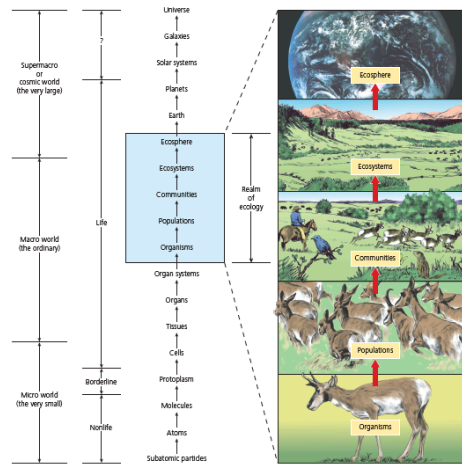 Supermacro
or
cosmic world
(the very large)
Macro world
(the ordinary)
Micro world
(the very small)
?
Life
Borderline
Nonlife
Universe
Galaxies
Solar systems
Planets
Earth
Ecosphere
Ecosystems
Communities
Populations
Organisms
Organ systems
Organs
Tissues
Cells
Protoplasm
Molecules
Atoms
Subatomic particles
Realm
of
ecology
Ecosphere
Ecosystems
Communities
Populations
Organisms